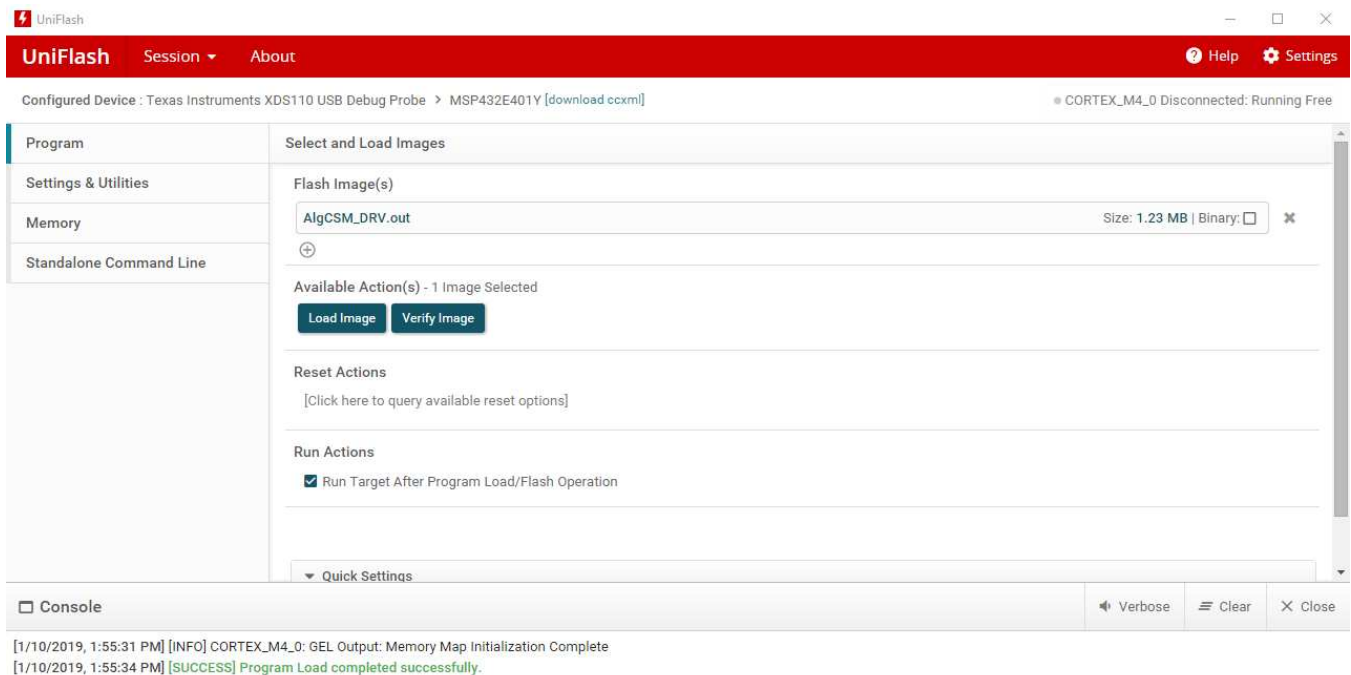 UniFlash
UniFlash Session About Help Settings
Configured Device : Texas Instruments XDS110 USB Debug Probe > MSP432E401Y [download ccxml] CORTEX_M4_0 Disconnected: Running Free
Program
Settings & Utilities
Memory
Standalone Command Line
Select and Load Images
Flash Image(s)
AlgCSM_DRV.out Size: 1.23 MB | Binary:
Available Action(s) - 1 Image Selected
Load Image Verify Image
Reset Actions
[Click here to query available reset options]
Run Actions
Run Target After Program Load/Flash Operation
Quick Settings
Console Verbose Clear Close
[1/10/2019, 1:55:31 PM] [INFO] CORTEX_M4_0: GEL Output: Memory Map Initialization Complete
[1/10/2019, 1:55:34 PM] [SUCCESS] Program Load completed successfully.